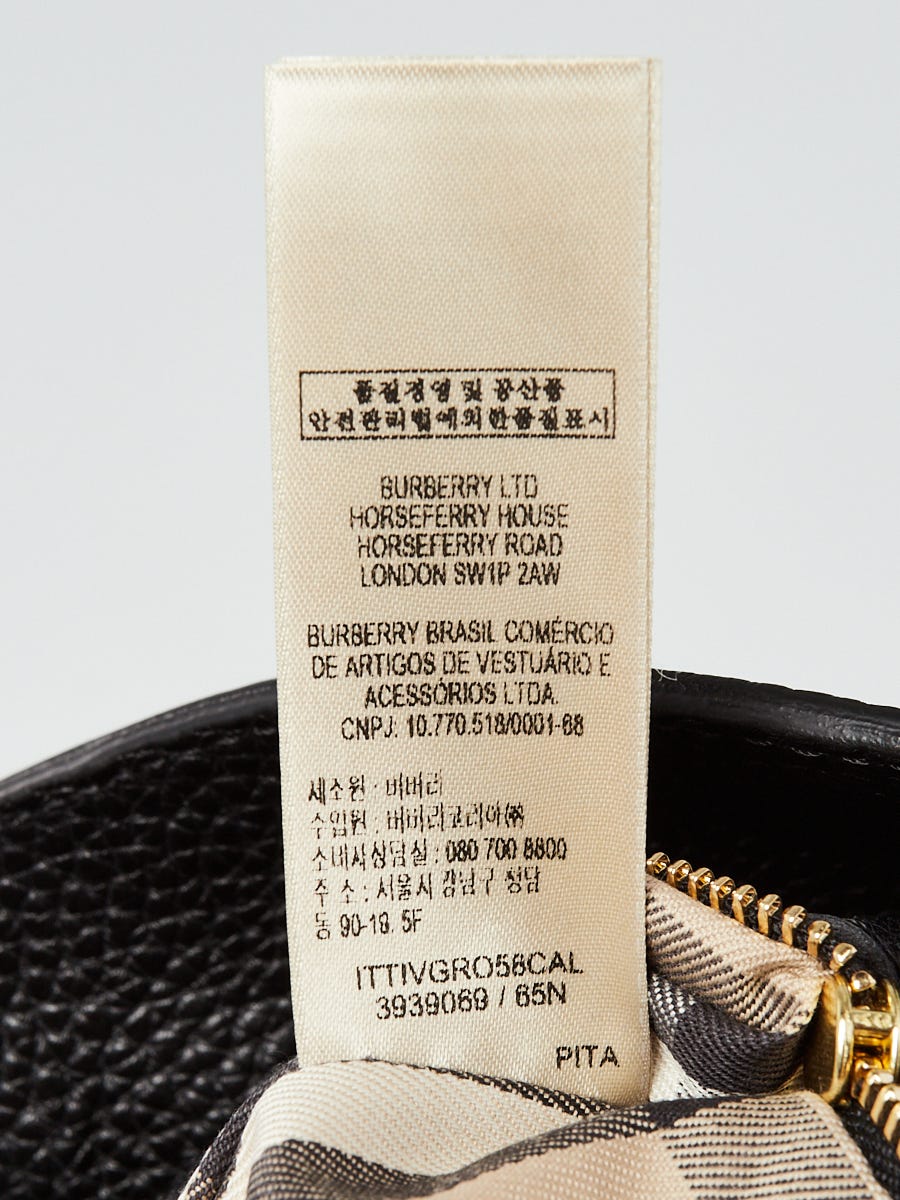 품질경영 및 공산품
안전관리법에의한품질표시
BURBERRY LTD
HORSEFERRY HOUSE
HORSEFERRY ROAD
LONDON SW1P 2AW
BURBERRY BRASIL COMÉRCIO
DE ARTIGOS DE VESTUÁRIO E
ACESSÓRIOS LTDA.
CNPJ: 10.770.518/0001-68
제조원 : 버버리
수입원 : 버버리코리아㈜
소비자상담실 : 080 700 8800
주 소 : 서울시 강남구 청담
동 90-18. 5F
ITTIVGRO58CAL
3939069 / 65N
PITA